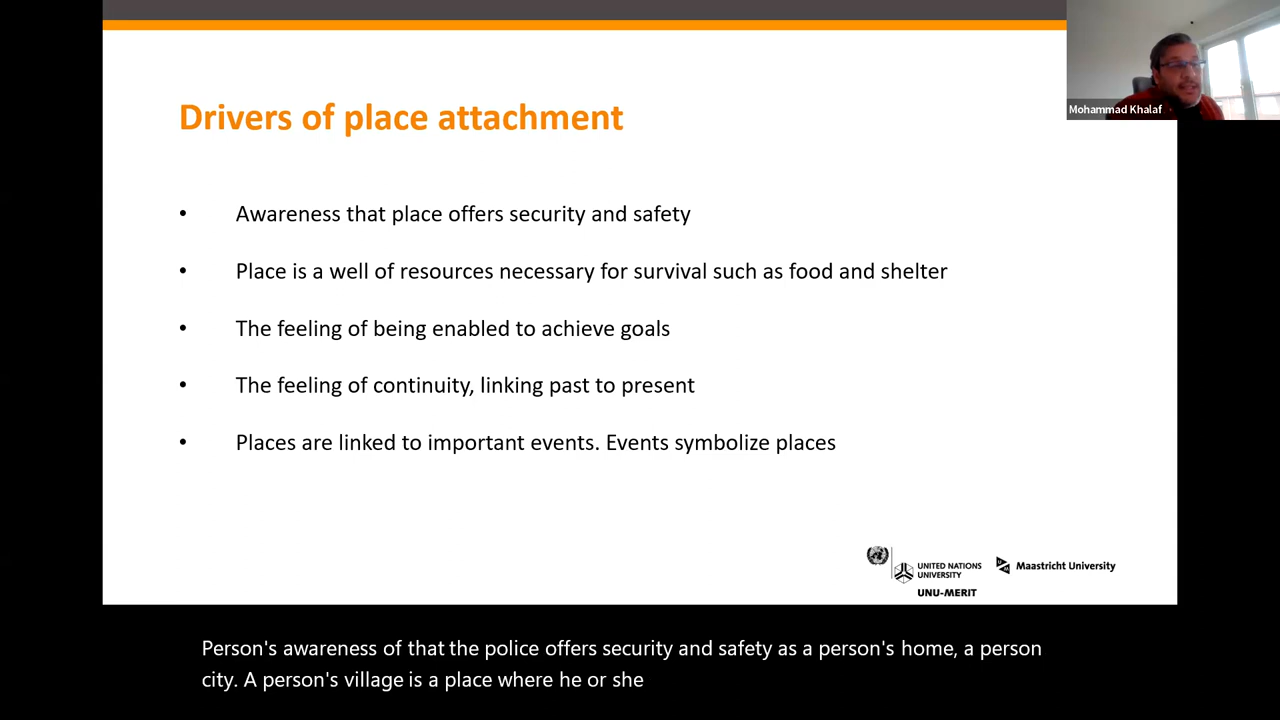 Mohammad Khalaf
Drivers of place attachment
• Awareness that place offers security and safety
• Place is a well of resources necessary for survival such as food and shelter
• The feeling of being enabled to achieve goals
• The feeling of continuity, linking past to present
• Places are linked to important events. Events symbolize places
UNITED NATIONS
UNIVERSITY
UNU-MERIT
Maastricht University
Person's awareness of that the police offers security and safety as a person's home, a person
city. A person's village is a place where he or she